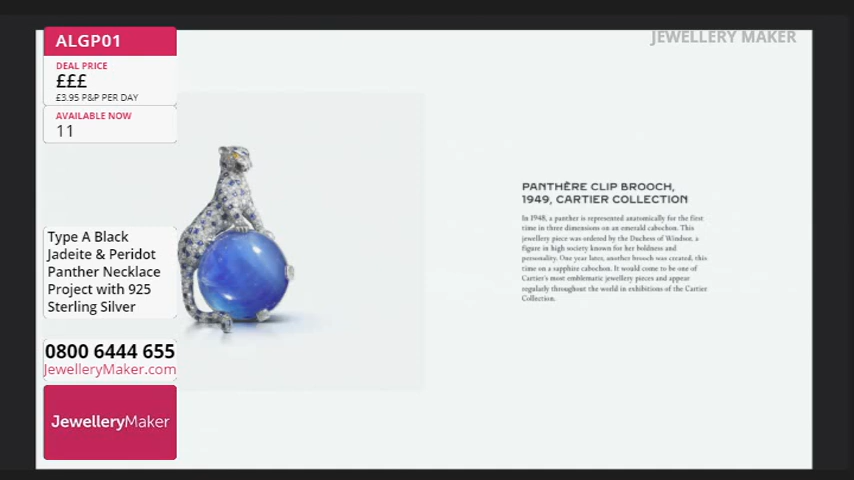 ALGP01
DEAL PRICE
£££
£3.95 P&P PER DAY
AVAILABLE NOW
11
Type A Black
Jadeite & Peridot
Panther Necklace
Project with 925
Sterling Silver
0800 6444 655
JewelleryMaker.com
JewelleryMaker
JEWELLERY MAKER
PANTHÈRE CLIP BROOCH,
1949, CARTIER COLLECTION
In 1948, a panther is represented anatomically for the first
time in three dimensions on an emerald cabochon. This
jewellery piece was ordered by the Duchess of Windsor, a
figure in high society known for her boldness and
personality. One year later, another brooch was created, this
time on a sapphire cabochon. It would come to be one of
Cartier's most emblematic jewellery pieces and appear
regularly throughout the world in exhibitions of the Cartier
Collection.